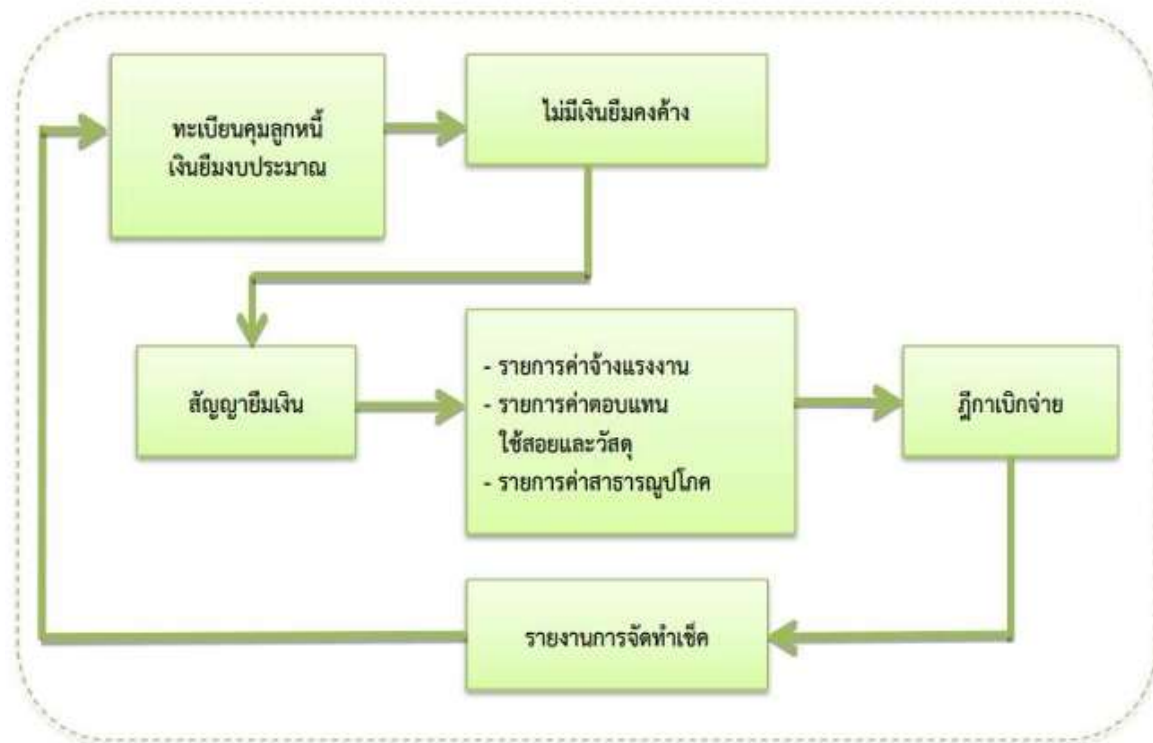 ทะเบียนคุมลูกหนี้
เงินยืมงบประมาณ
ไม่มีเงินยืมคงค้าง
สัญญายืมเงิน
- รายการค่าจ้างแรงงาน
- รายการค่าตอบแทน
ใช้สอยและวัสดุ
- รายการค่าสาธารณูปโภค
ฎีกาเบิกจ่าย
รายงานการจัดทำเช็ค